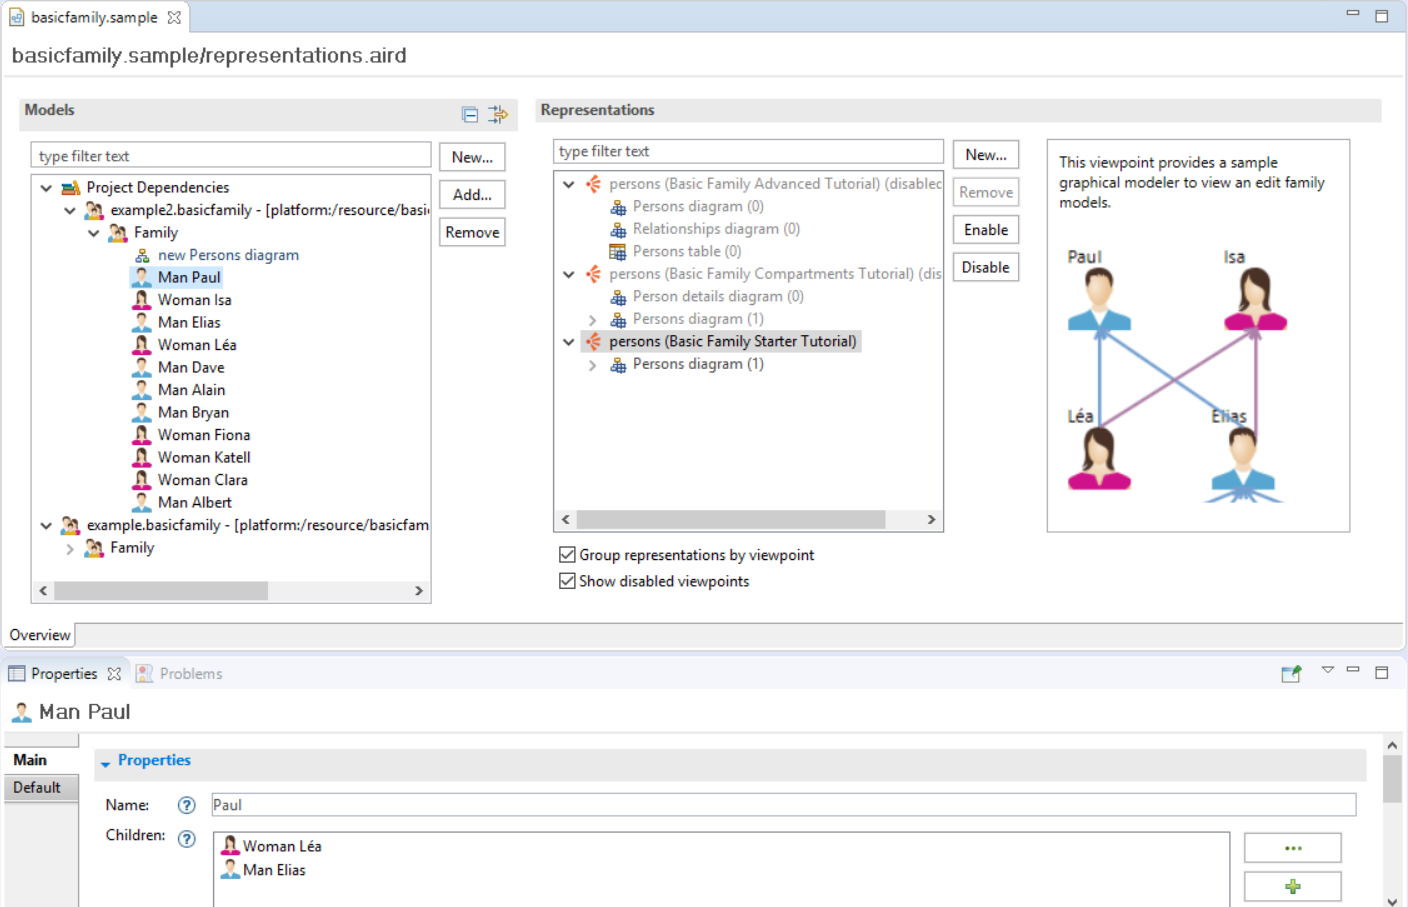 basicfamily.sample
basicfamily.sample/representations.aird
Models
type filter text
New...
Add...
Remove
Project Dependencies
example2.basicfamily - [platform:/resource/basi
Family
new Persons diagram
Man Paul
Woman Isa
Man Elias
Woman Léa
Man Dave
Man Alain
Man Bryan
Woman Fiona
Woman Katell
Woman Clara
Man Albert
example.basicfamily - [platform:/resource/basicfam
Family
Representations
type filter text
New...
Remove
Enable
Disable
persons (Basic Family Advanced Tutorial) (disabled
Persons diagram (0)
Relationships diagram (0)
Persons table (0)
persons (Basic Family Compartments Tutorial) (dis
Person details diagram (0)
Persons diagram (1)
persons (Basic Family Starter Tutorial)
Persons diagram (1)
Group representations by viewpoint
Show disabled viewpoints
This viewpoint provides a sample
graphical modeler to view an edit family
models.
Paul
Isa
Léa
Elias
Overview
Properties
Problems
Man Paul
Main
Default
Properties
Name:
Paul
Children:
Woman Léa
Man Elias